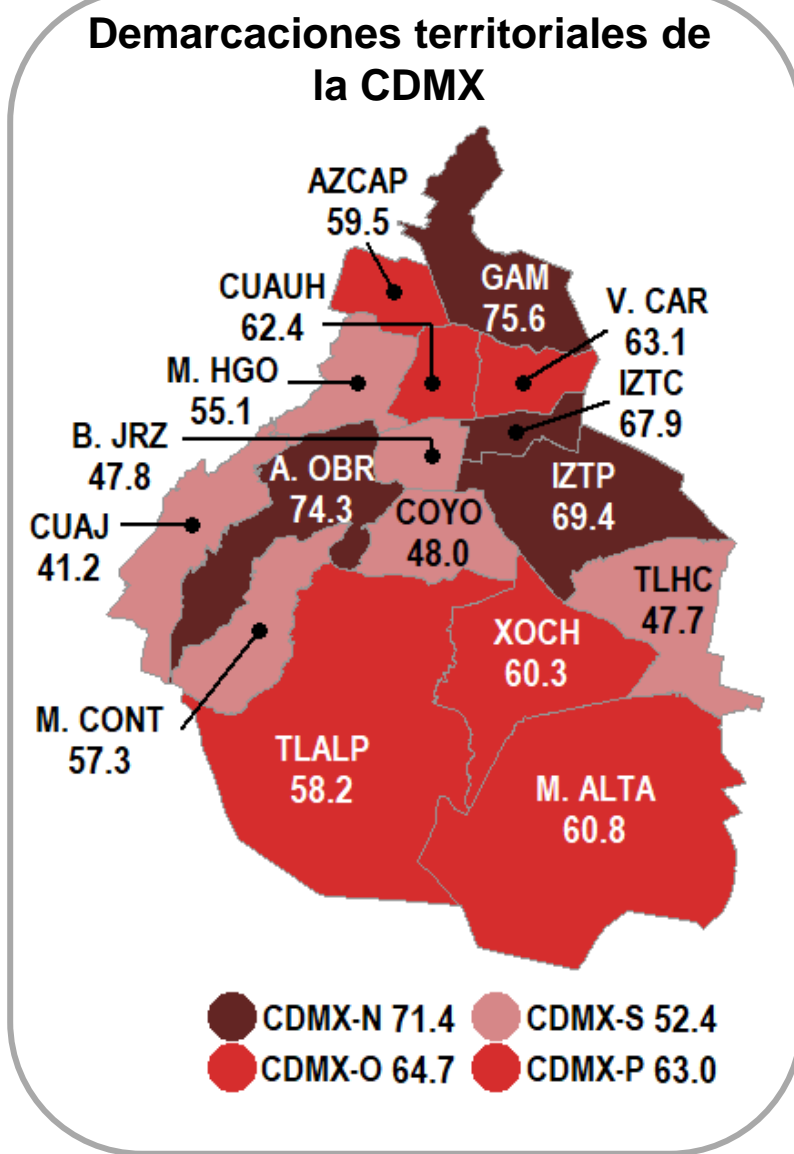 Demarcaciones territoriales de
la CDMX
AZCAP
59.5
GAM
75.6
CUAUH
62.4
V. CAR
63.1
M. HGO
55.1
IZTC
67.9
B. JRZ
47.8
A. OBR
74.3
IZTP
69.4
COYO
48.0
CUAJ
41.2
TLHC
47.7
XOCH
60.3
M. CONT
57.3
TLALP
58.2
M. ALTA
60.8
CDMX-N 71.4
CDMX-S 52.4
CDMX-O 64.7
CDMX-P 63.0